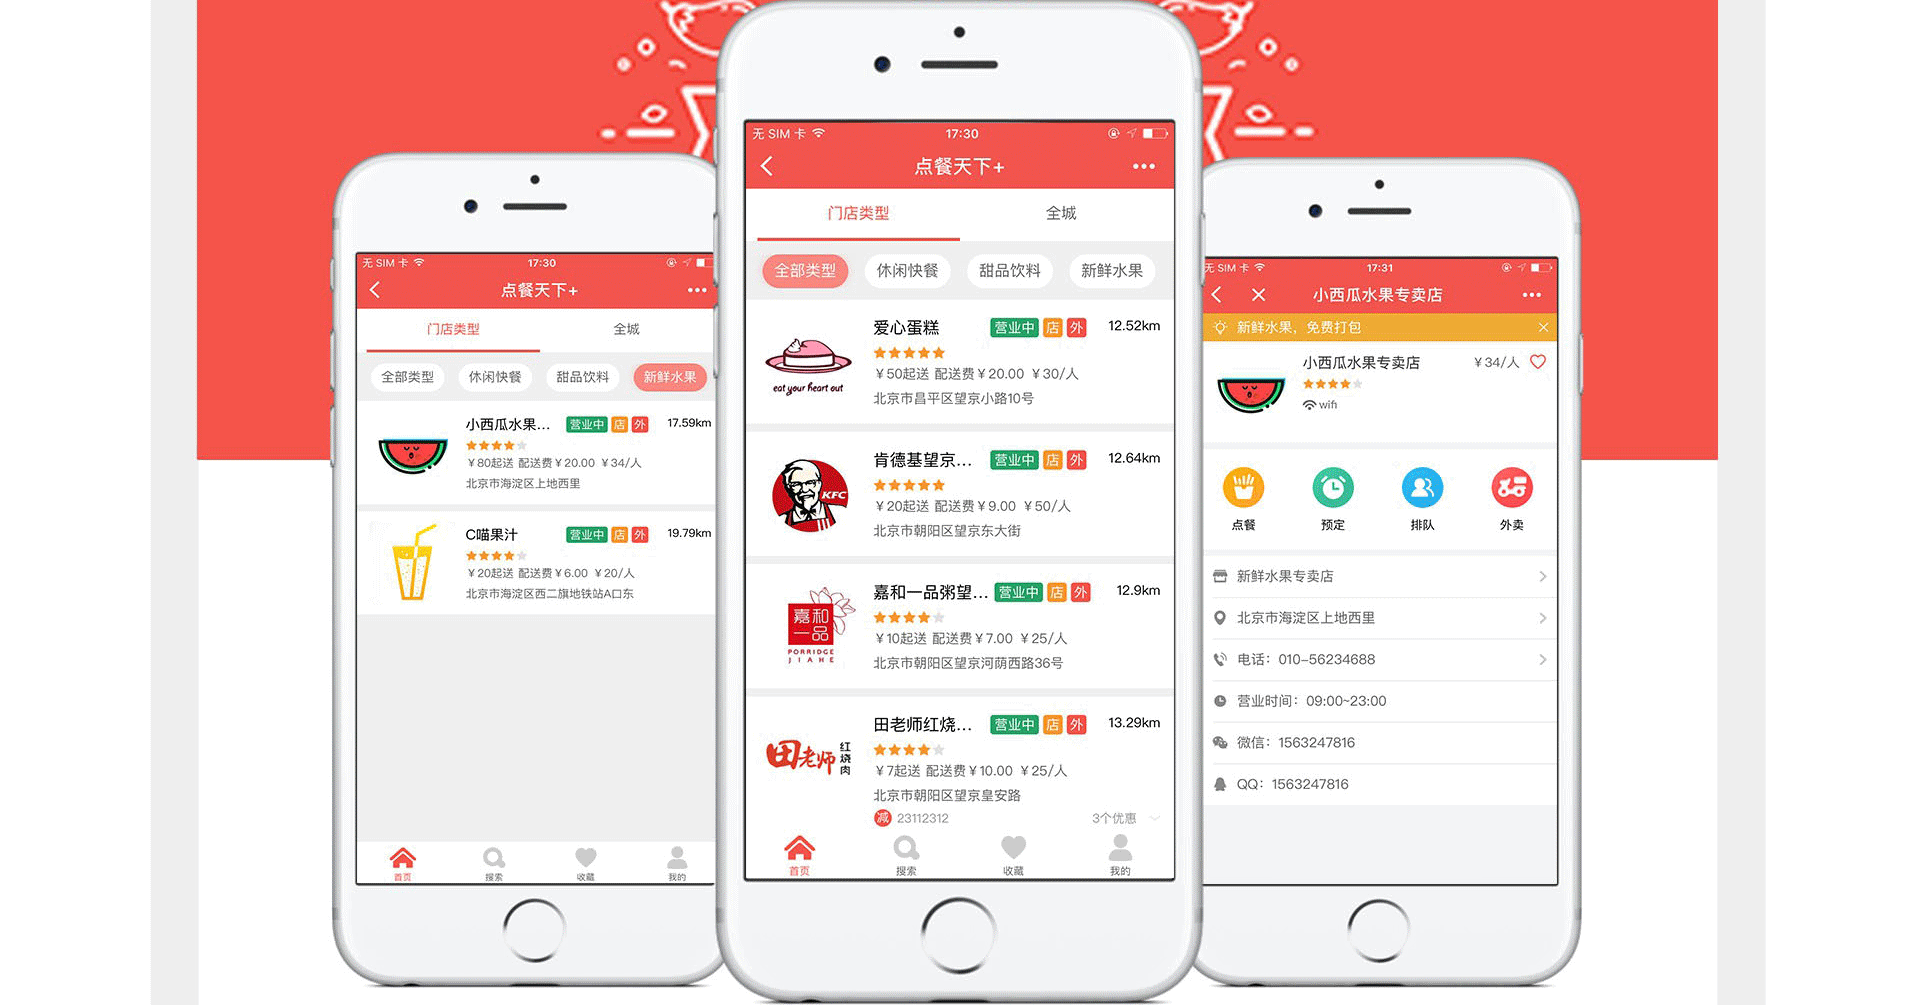 无 SIM 卡 17:30
点餐天下+
门店类型 全城
全部类型 休闲快餐 甜品饮料 新鲜水果
小西瓜水果... 营业中 店 外 17.59km
￥80起送 配送费￥20.00 ￥34/人
北京市海淀区上地西里
C喵果汁 营业中 店 外 19.79km
￥20起送 配送费￥6.00 ￥20/人
北京市海淀区西二旗地铁站A口东
首页 搜索 收藏 我的
无 SIM 卡 17:30
点餐天下+
门店类型 全城
全部类型 休闲快餐 甜品饮料 新鲜水果
爱心蛋糕 营业中 店 外 12.52km
eat your heart out
￥50起送 配送费￥20.00 ￥30/人
北京市昌平区望京小路10号
肯德基望京... 营业中 店 外 12.64km
KFC
￥20起送 配送费￥9.00 ￥50/人
北京市朝阳区望京东大街
嘉和一品粥望... 营业中 店 外 12.9km
嘉和
一品
PORRIDGE
JIAHE
￥10起送 配送费￥7.00 ￥25/人
北京市朝阳区望京河荫西路36号
田老师红烧... 营业中 店 外 13.29km
田老师红烧肉
￥7起送 配送费￥10.00 ￥25/人
北京市朝阳区望京皇安路
减 23112312 3个优惠
首页 搜索 收藏 我的
无 SIM 卡 17:31
小西瓜水果专卖店
新鲜水果，免费打包
小西瓜水果专卖店 ￥34/人
wifi
点餐 预定 排队 外卖
新鲜水果专卖店
北京市海淀区上地西里
电话：010-56234688
营业时间：09:00~23:00
微信：1563247816
QQ：1563247816